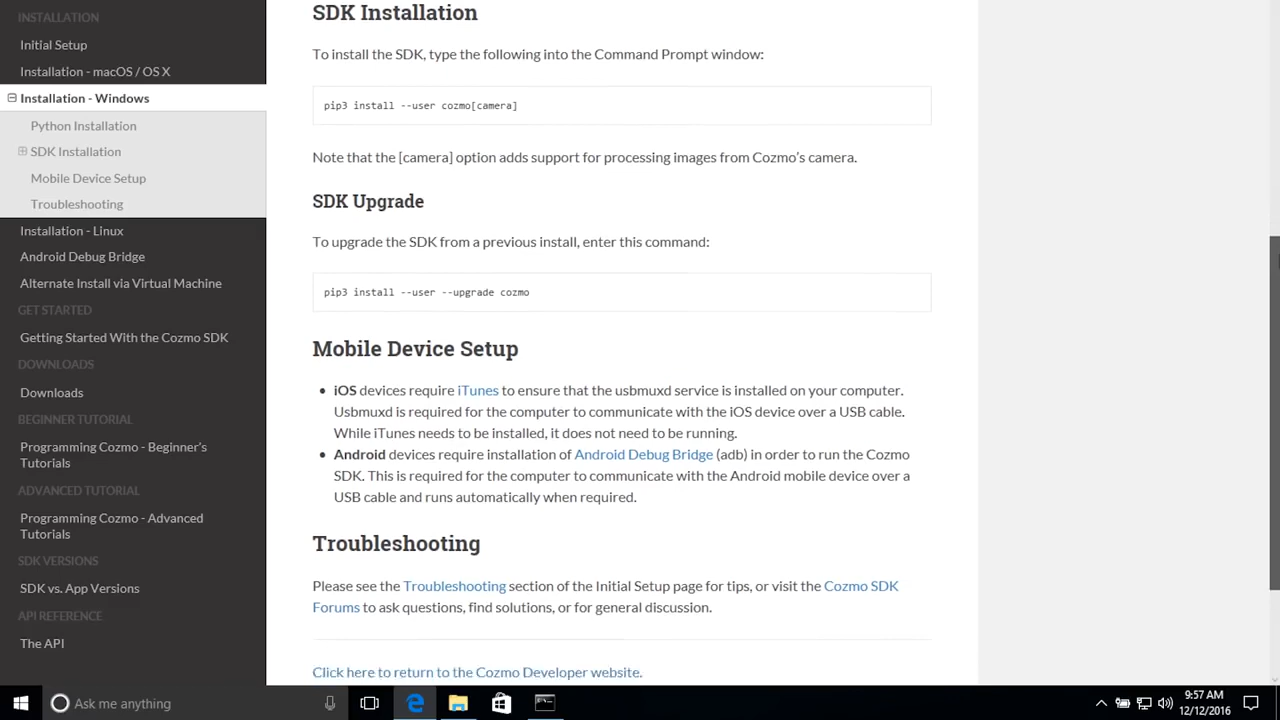 INSTALLATION
Initial Setup
Installation - macOS / OS X
Installation - Windows
Python Installation
SDK Installation
Mobile Device Setup
Troubleshooting
Installation - Linux
Android Debug Bridge
Alternate Install via Virtual Machine
GET STARTED
Getting Started With the Cozmo SDK
DOWNLOADS
Downloads
BEGINNER TUTORIAL
Programming Cozmo - Beginner's
Tutorials
ADVANCED TUTORIAL
Programming Cozmo - Advanced
Tutorials
SDK VERSIONS
SDK vs. App Versions
API REFERENCE
The API
SDK Installation
To install the SDK, type the following into the Command Prompt window:
pip3 install --user cozmo[camera]
Note that the [camera] option adds support for processing images from Cozmo's camera.
SDK Upgrade
To upgrade the SDK from a previous install, enter this command:
pip3 install --user --upgrade cozmo
Mobile Device Setup
• iOS devices require iTunes to ensure that the usbmuxd service is installed on your computer.
Usbmuxd is required for the computer to communicate with the iOS device over a USB cable.
While iTunes needs to be installed, it does not need to be running.
• Android devices require installation of Android Debug Bridge (adb) in order to run the Cozmo
SDK. This is required for the computer to communicate with the Android mobile device over a
USB cable and runs automatically when required.
Troubleshooting
Please see the Troubleshooting section of the Initial Setup page for tips, or visit the Cozmo SDK
Forums to ask questions, find solutions, or for general discussion.
Click here to return to the Cozmo Developer website.
Ask me anything
9:57 AM
12/12/2016